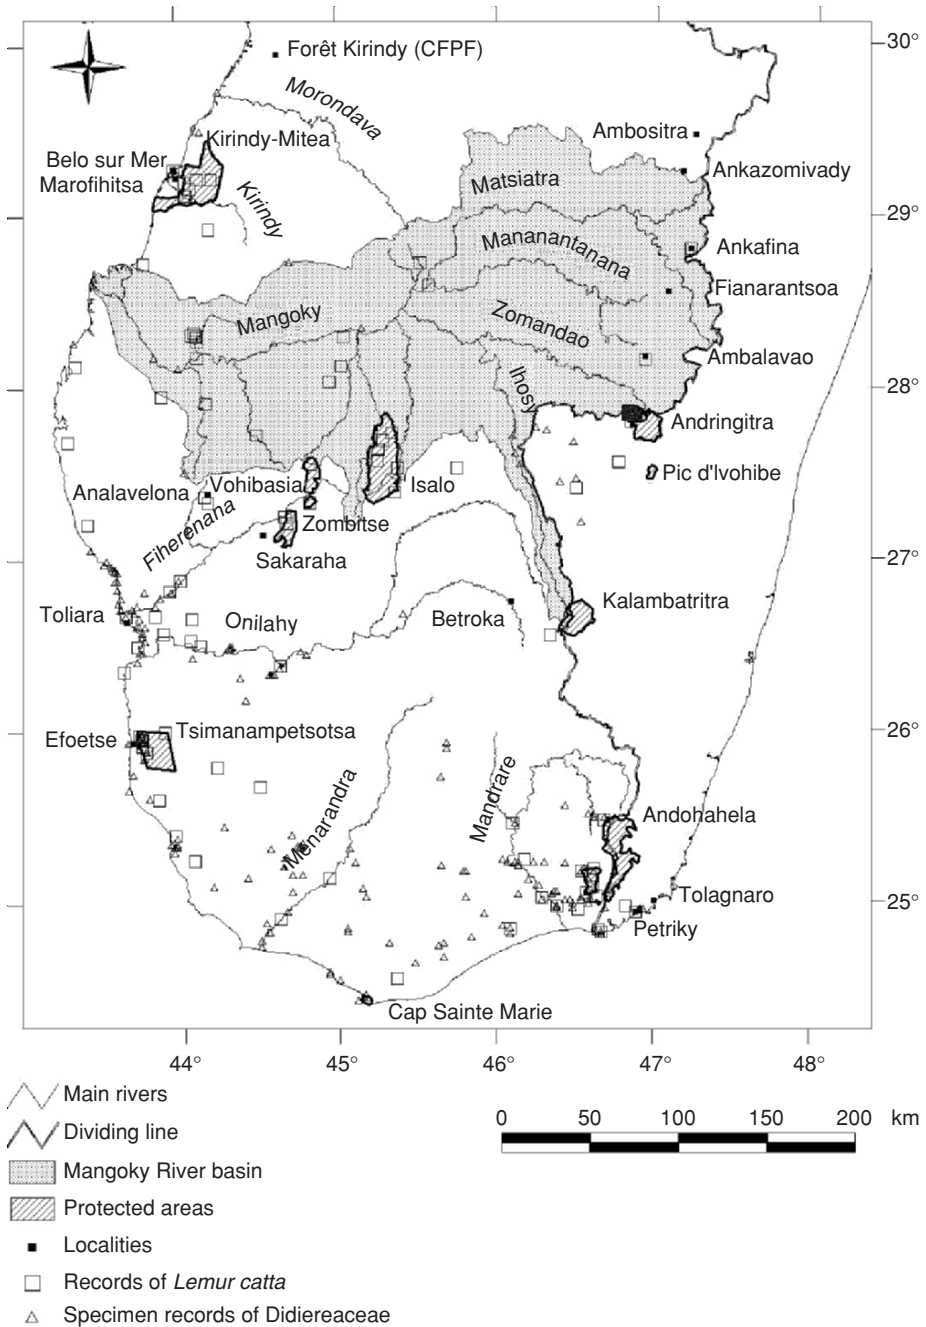 Forêt Kirindy (CFPF)
30°
Morondava
Ambositra
Kirindy-Mitea
Belo sur Mer
Marofihitsa
Ankazomivady
Matsiatra
Kirindy
29°
Mananantanana
Ankafina
Fianarantsoa
Mangoky
Zomandao
Ambalavao
Ihosy
28°
Andringitra
Pic d'Ivohibe
Analavelona
Vohibasia
Isalo
Fiherenana
Zombitse
Sakaraha
27°
Toliara
Onilahy
Betroka
Kalambatritra
Efoetse
Tsimanampetsotsa
26°
Menarandra
Mandrare
Andohahela
Tolagnaro
25°
Petriky
Cap Sainte Marie
44°
45°
46°
47°
48°
Main rivers
Dividing line
Mangoky River basin
Protected areas
Localities
Records of Lemur catta
Specimen records of Didiereaceae
0 50 100 150 200 km